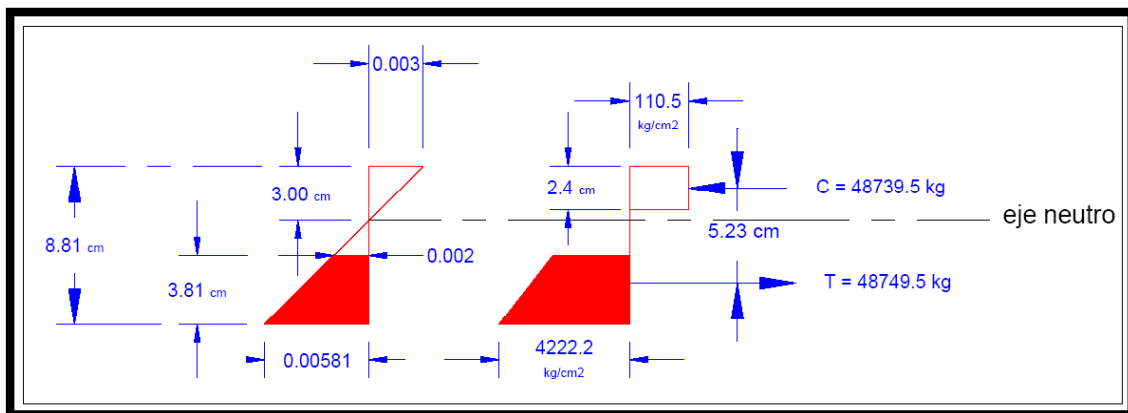 0.003
110.5
kg/cm2
3.00 cm
2.4 cm
C = 48739.5 kg
eje neutro
8.81 cm
5.23 cm
0.002
3.81 cm
T = 48749.5 kg
0.00581
4222.2
kg/cm2